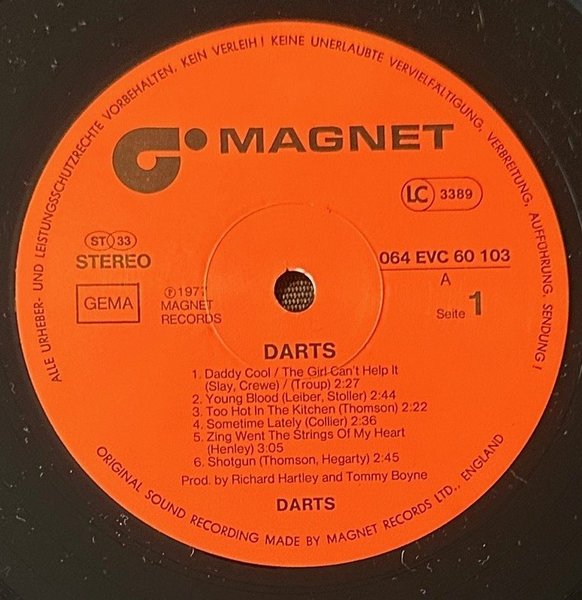 ALLE URHEBER- UND LEISTUNGSSCHUTZRECHTE VORBEHALTEN, KEIN VERLEIH! KEINE UNERLAUBTE VERVIELFÄLTIGUNG, VERBREITUNG, AUFFÜHRUNG, SENDUNG!
MAGNET
LC 3389
ST 33
STEREO
064 EVC 60 103
GEMA
℗1977
MAGNET
RECORDS
A
Seite 1
DARTS
1. Daddy Cool / The Girl Can't Help It
(Slay, Crewe) / (Troup) 2:27
2. Young Blood (Leiber, Stoller) 2:44
3. Too Hot In The Kitchen (Thomson) 2:22
4. Sometime Lately (Collier) 2:36
5. Zing Went The Strings Of My Heart
(Henley) 3:05
6. Shotgun (Thomson, Hegarty) 2:45
Prod. by Richard Hartley and Tommy Boyne
DARTS
ORIGINAL SOUND RECORDING MADE BY MAGNET RECORDS LTD., ENGLAND